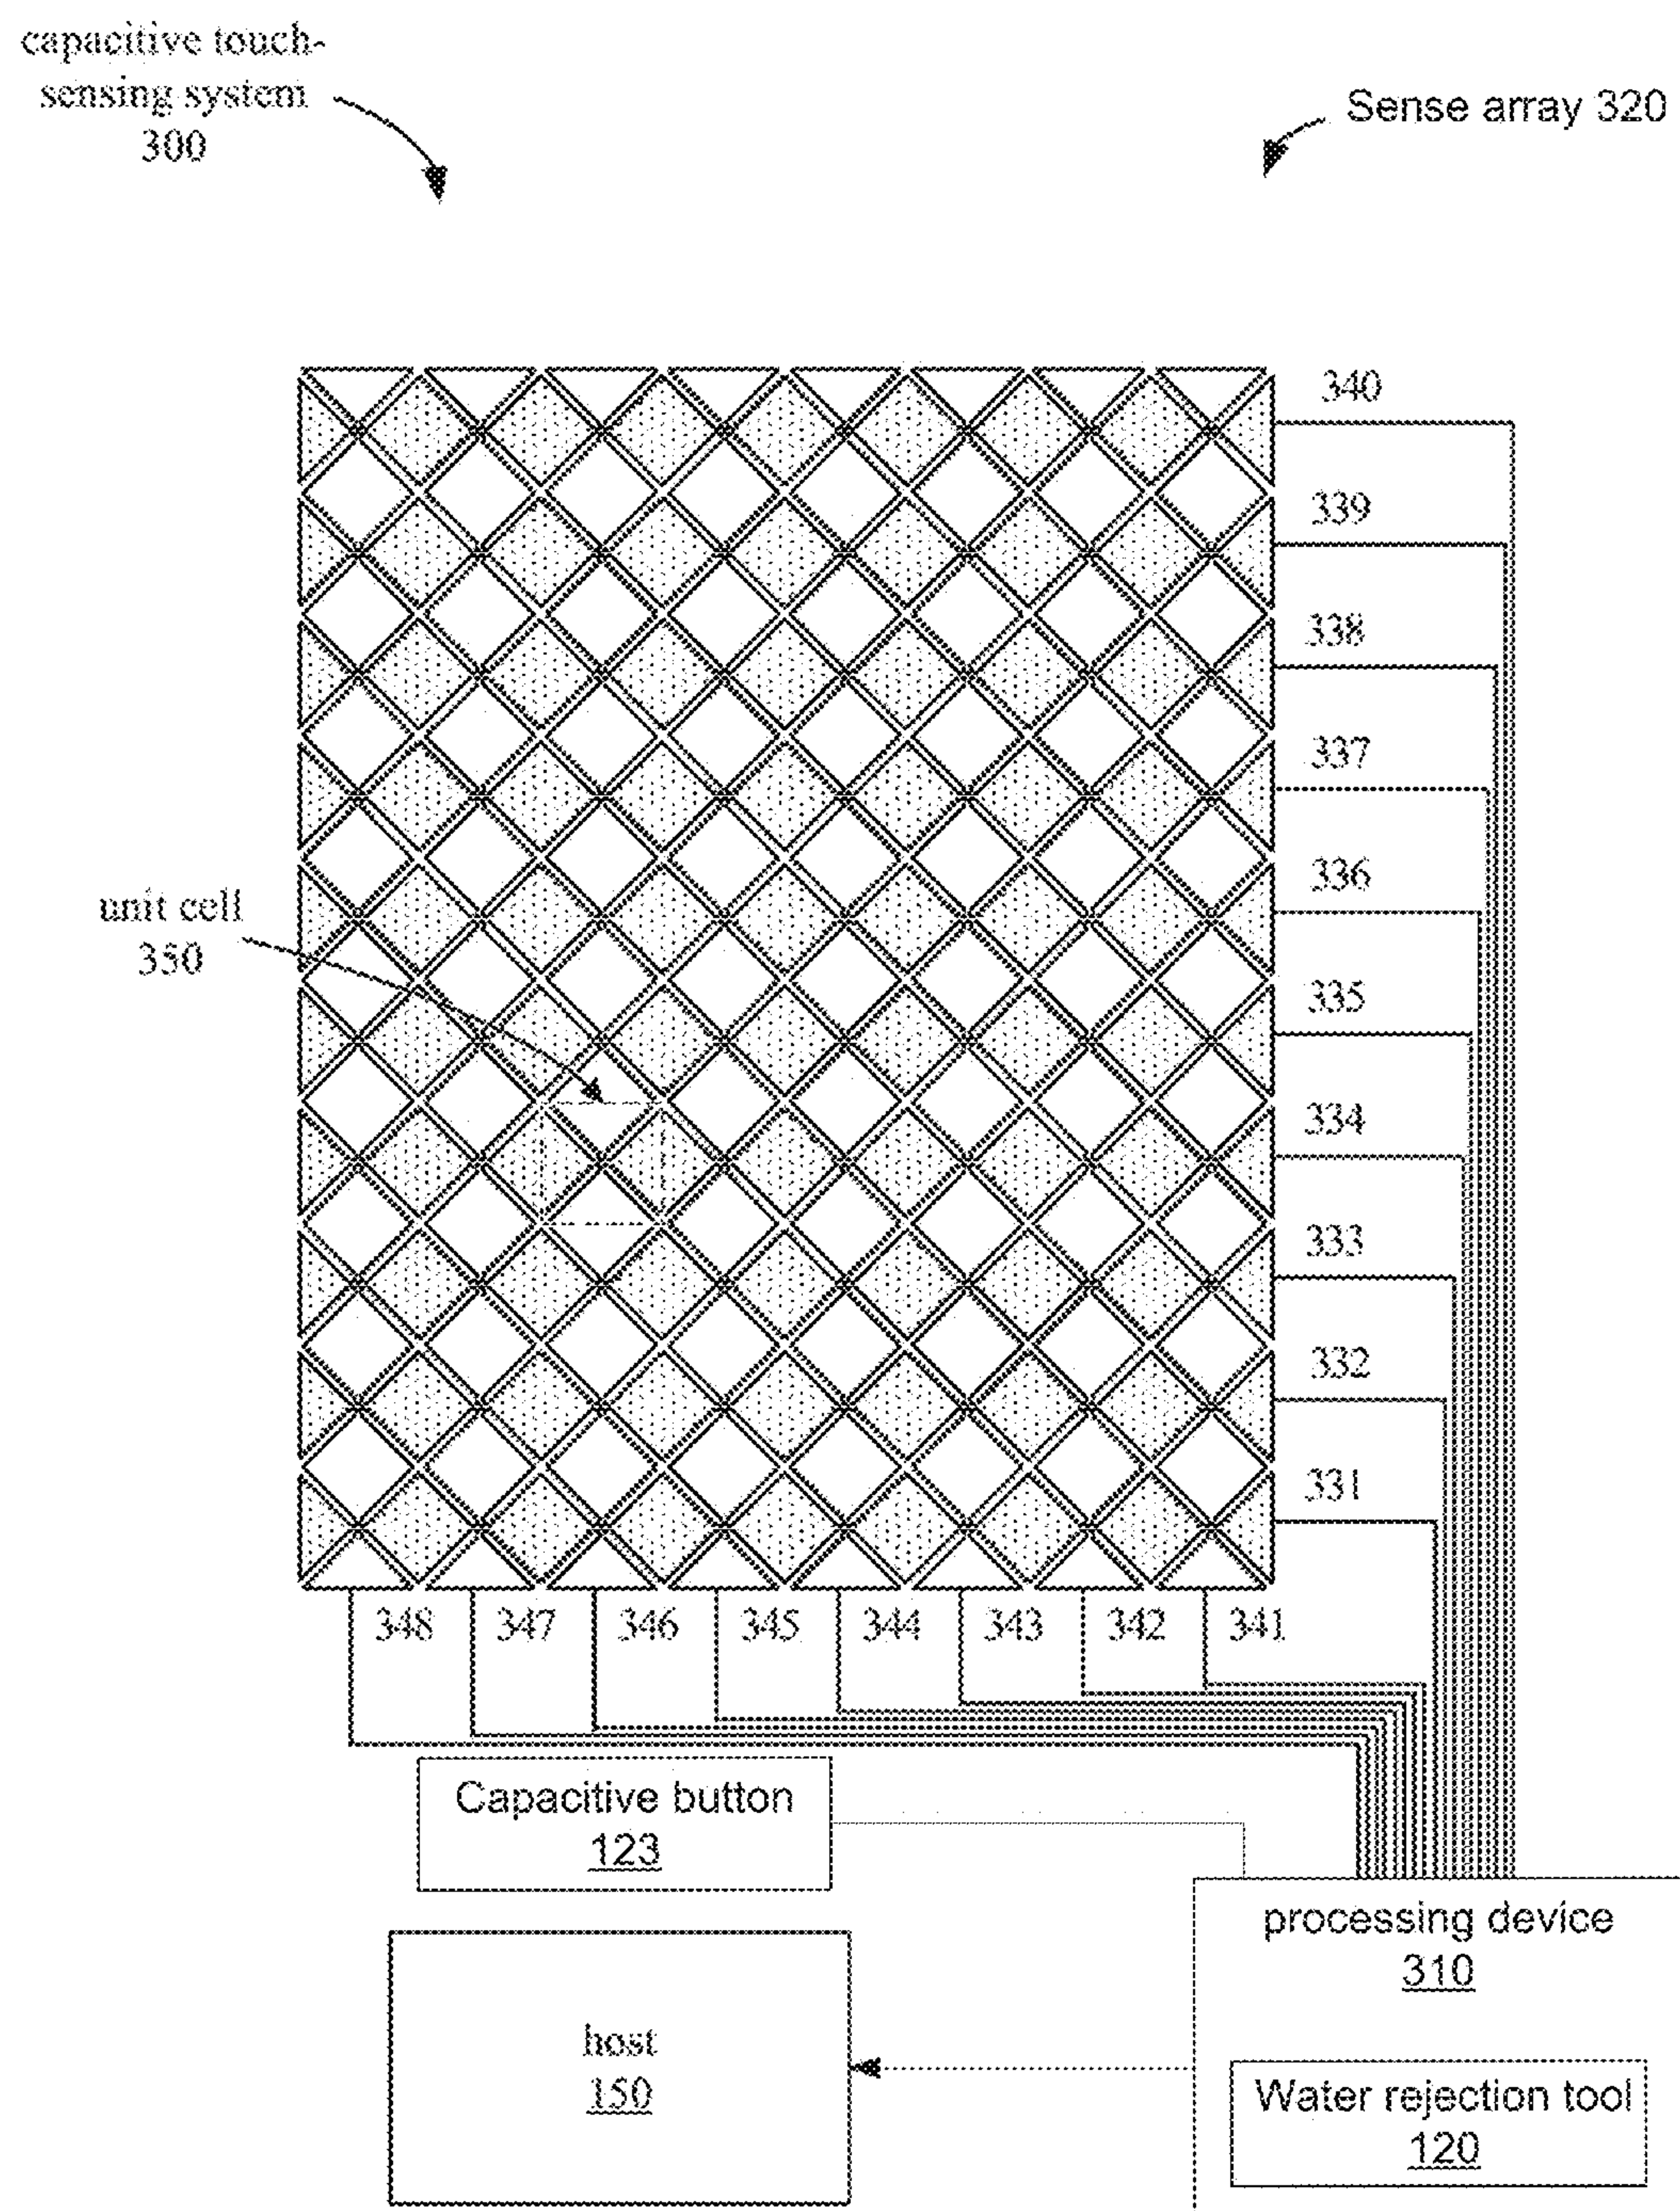 capacitive touch-
sensing system
300
Sense array 320
340
339
338
337
336
unit cell
350
335
334
333
332
331
348 347 346 345 344 343 342 341
Capacitive button
123
processing device
310
host
150
Water rejection tool
120